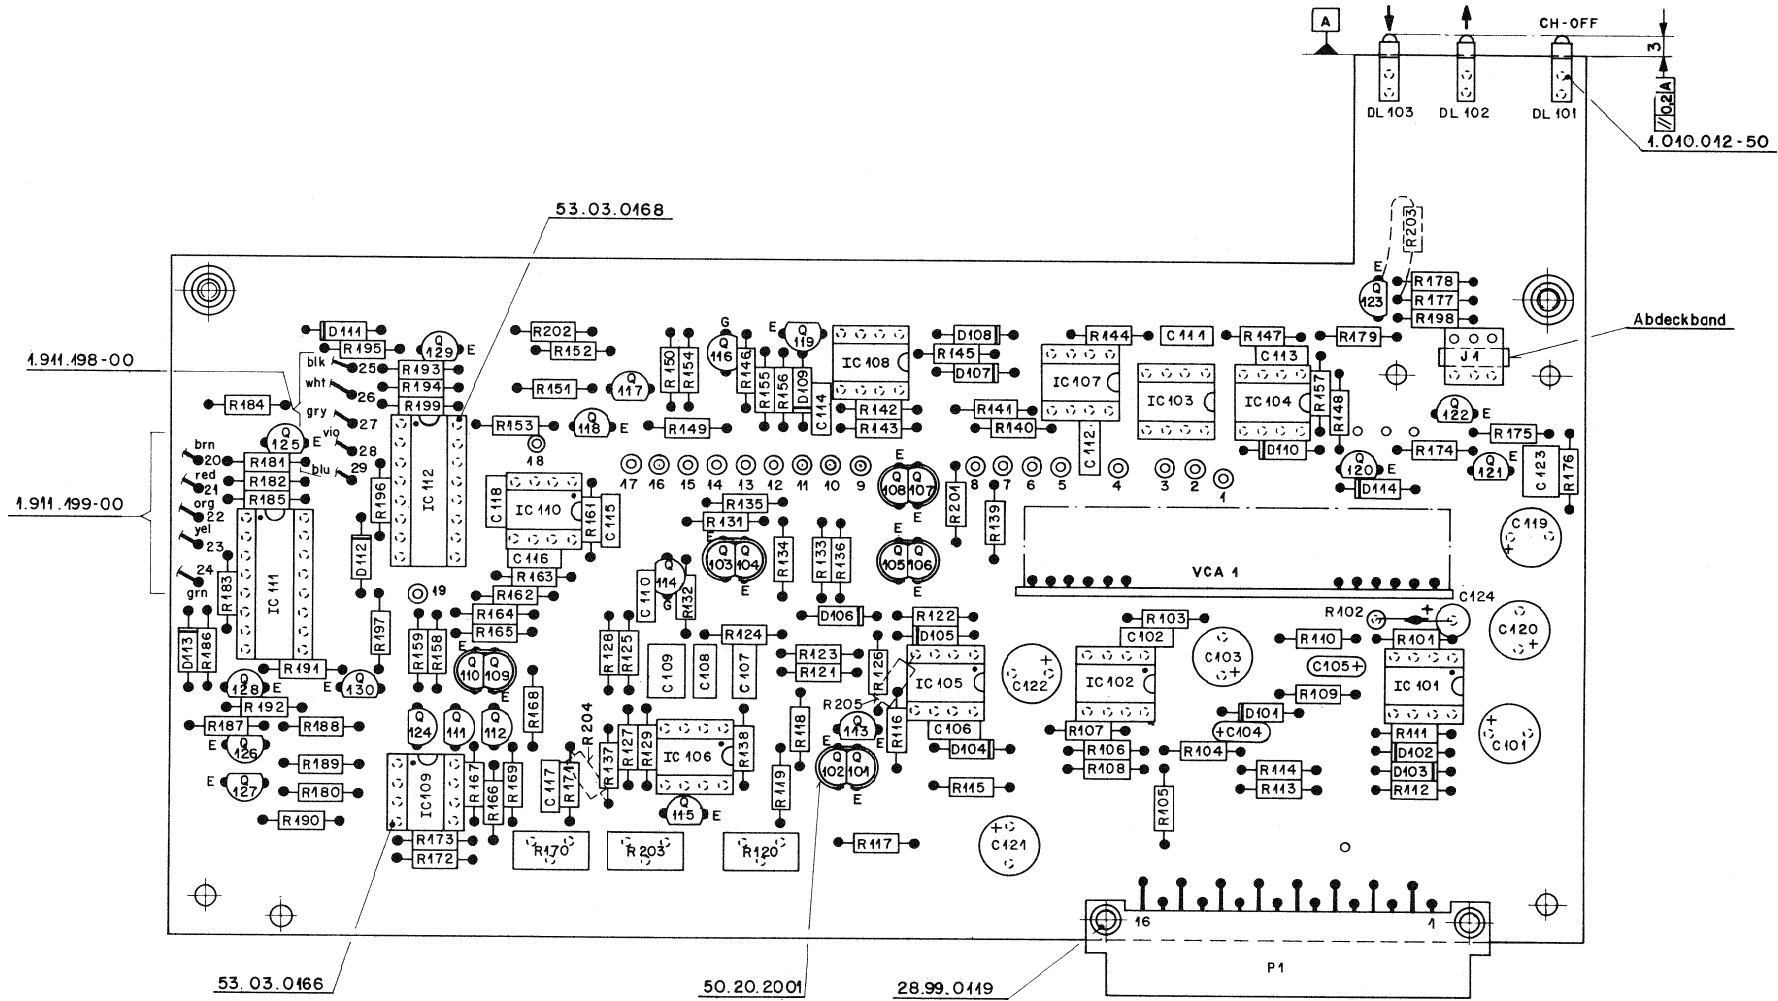 A
CH-OFF
3
// 0,2 A
DL 103
DL 102
DL 101
1.010.012-50
53.03.0168
R203
E
Q 123
R178
R177
R198
Abdeckband
D111
R195
Q 129 E
R202
R152
G
Q 116
E
Q 119
IC 108
D108
R145
D107
R144
C111
R147
C113
R179
J1
1.911.198-00
blk
25
R193
wht
26
R194
R199
gry
27
vio
28
blu
29
R184
Q 125 E
R151
Q 117
R150
R154
R146
R155
R156
D109
C114
R142
R143
R141
R140
IC 107
C112
IC 103
IC 104
R157
R148
D110
Q 122 E
R175
R174
brn
20
R181
red
21
R182
org
22
R185
yel
23
24
grn
1.911.199-00
R196
IC 112
R153
18
Q 118 E
R149
17
16
15
14
13
12
11
10
9
8
7
6
5
4
3
2
1
E
Q 108
Q 107
E
R201
R139
E
Q 120
D114
E
Q 121
C123
R176
C118
IC 110
R161
C115
C116
R163
R162
R164
R165
R135
R131
E
Q 103
Q 104
E
R134
R133
R136
E
Q 105
Q 106
E
VCA 1
C119
+
IC 111
R183
D112
R197
19
R159
R158
C110
Q 114
G
R132
R124
D106
R122
D105
R103
C102
R102
+
C124
R110
R101
C120
+
D113
R186
R191
Q 128 E
R192
E
Q 130
E
Q 110
Q 109
E
R168
R128
R125
C109
C108
C107
R123
R121
R126
IC 105
C122
+
IC 102
C103
+
C105+
R109
IC 101
R187
R188
E
Q 126
R189
E
Q 127
R180
R190
Q 124
Q 111
Q 112
R204
R127
R129
IC 106
R138
R118
R205
Q 113
E
R116
C106
D104
R107
R106
R108
D101
+C104
R104
R111
D102
D103
R112
C101
+
IC109
R167
R166
R169
C117
R171
R137
Q 115 E
R119
E
Q 102
Q 101
E
R115
R114
R113
R105
R173
R172
R170
R203
R120
R117
C121
+
16
1
P1
53.03.0166
50.20.2001
28.99.0119